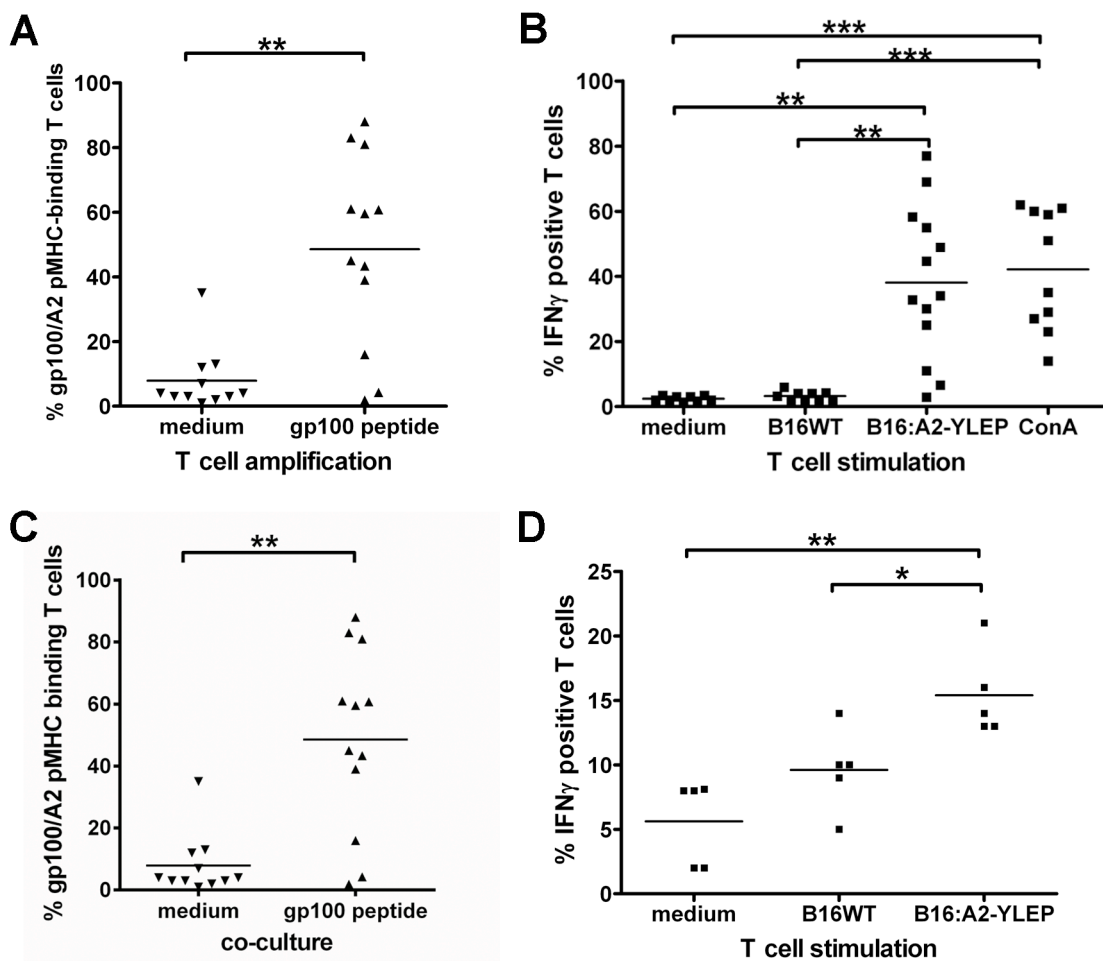 A
**
% gp100/A2 pMHC-binding T cells
100
80
60
40
20
0
medium gp100 peptide
T cell amplification
B
***
***
**
**
% IFNγ positive T cells
100
80
60
40
20
0
medium B16WT B16:A2-YLEP ConA
T cell stimulation
C
**
% gp100/A2 pMHC binding T cells
100
80
60
40
20
0
medium gp100 peptide
co-culture
D
**
*
% IFNγ positive T cells
25
20
15
10
5
0
medium B16WT B16:A2-YLEP
T cell stimulation